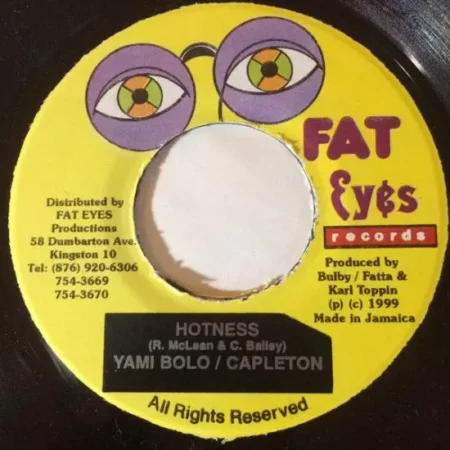 FAT
Eyes
records
Distributed by
FAT EYES
Productions
58 Dumbarton Ave.
Kingston 10
Tel: (876) 920-6306
754-3669
754-3670
Produced by
Bulby / Fatta &
Karl Toppin
(p) (c) 1999
Made in Jamaica
HOTNESS
(R. McLean & C. Bailey)
YAMI BOLO / CAPLETON
All Rights Reserved